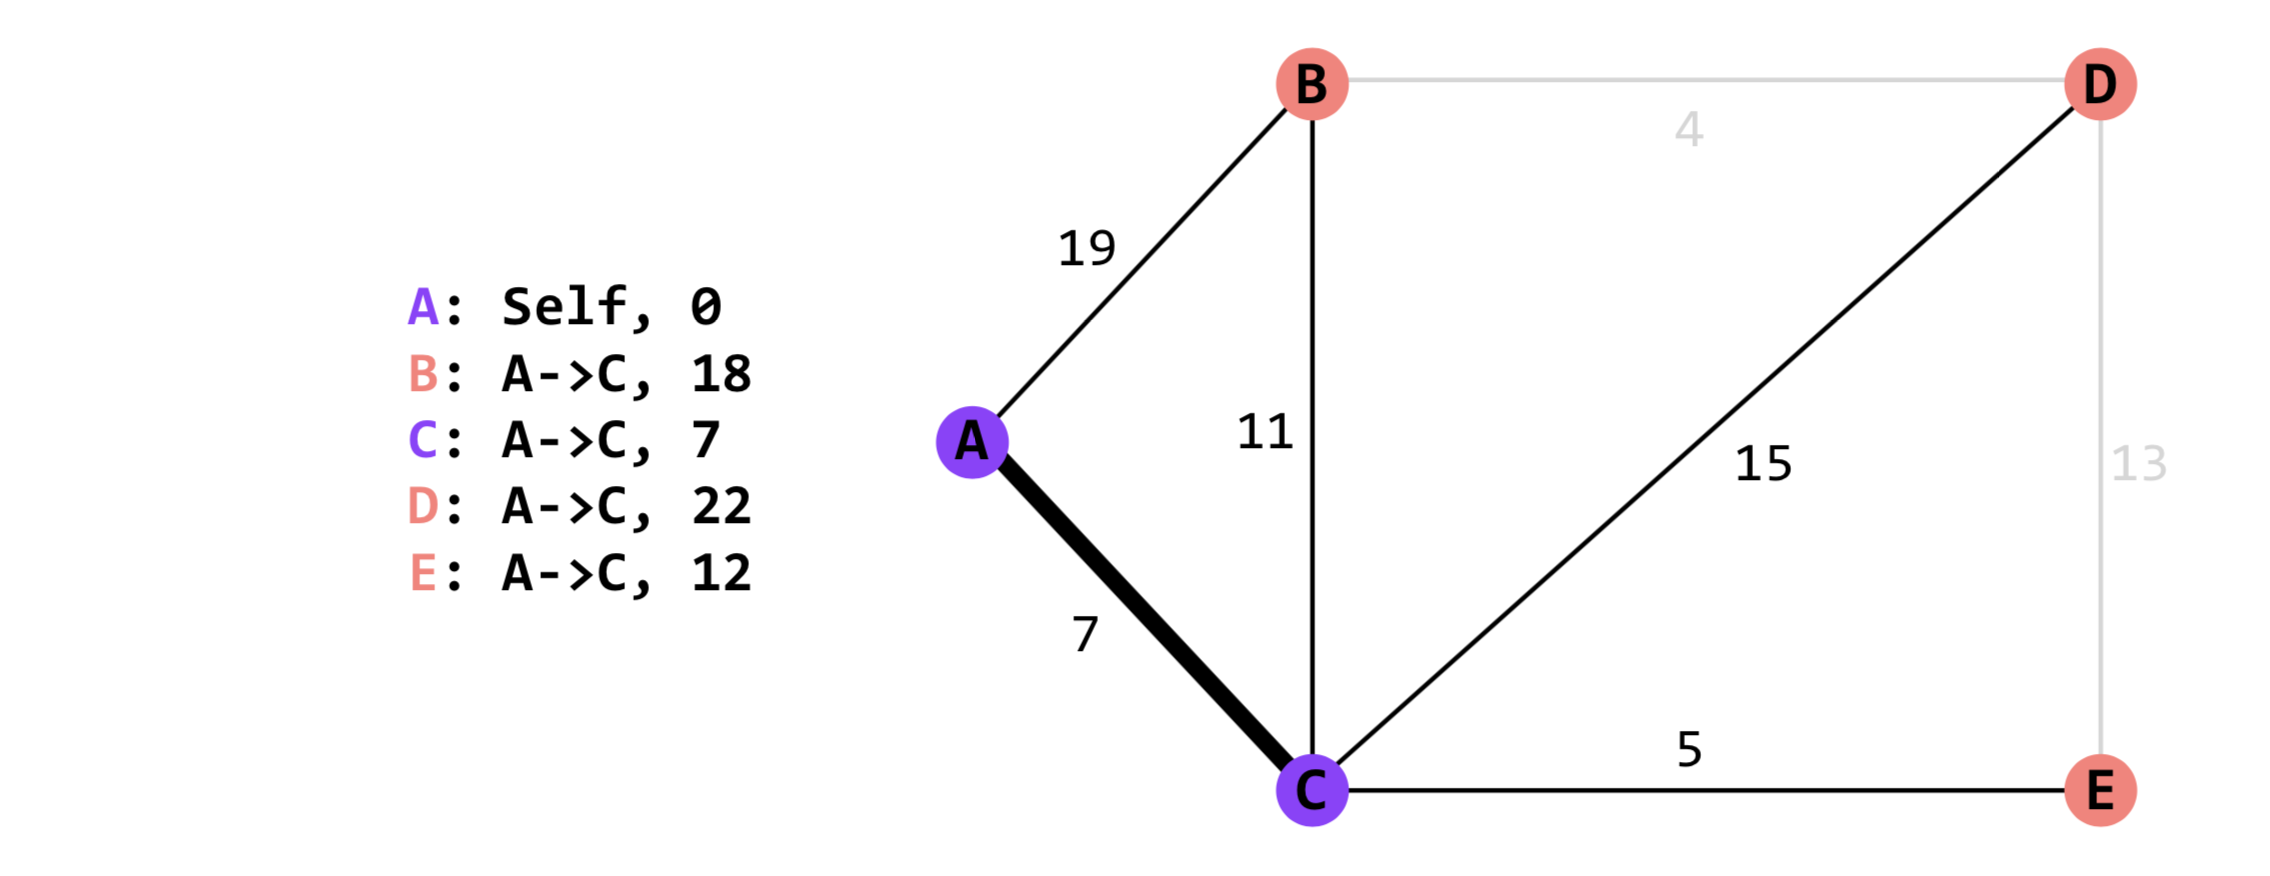 A: Self, 0
B: A->C, 18
C: A->C, 7
D: A->C, 22
E: A->C, 12
B
D
4
19
A
11
15
13
7
5
C
E